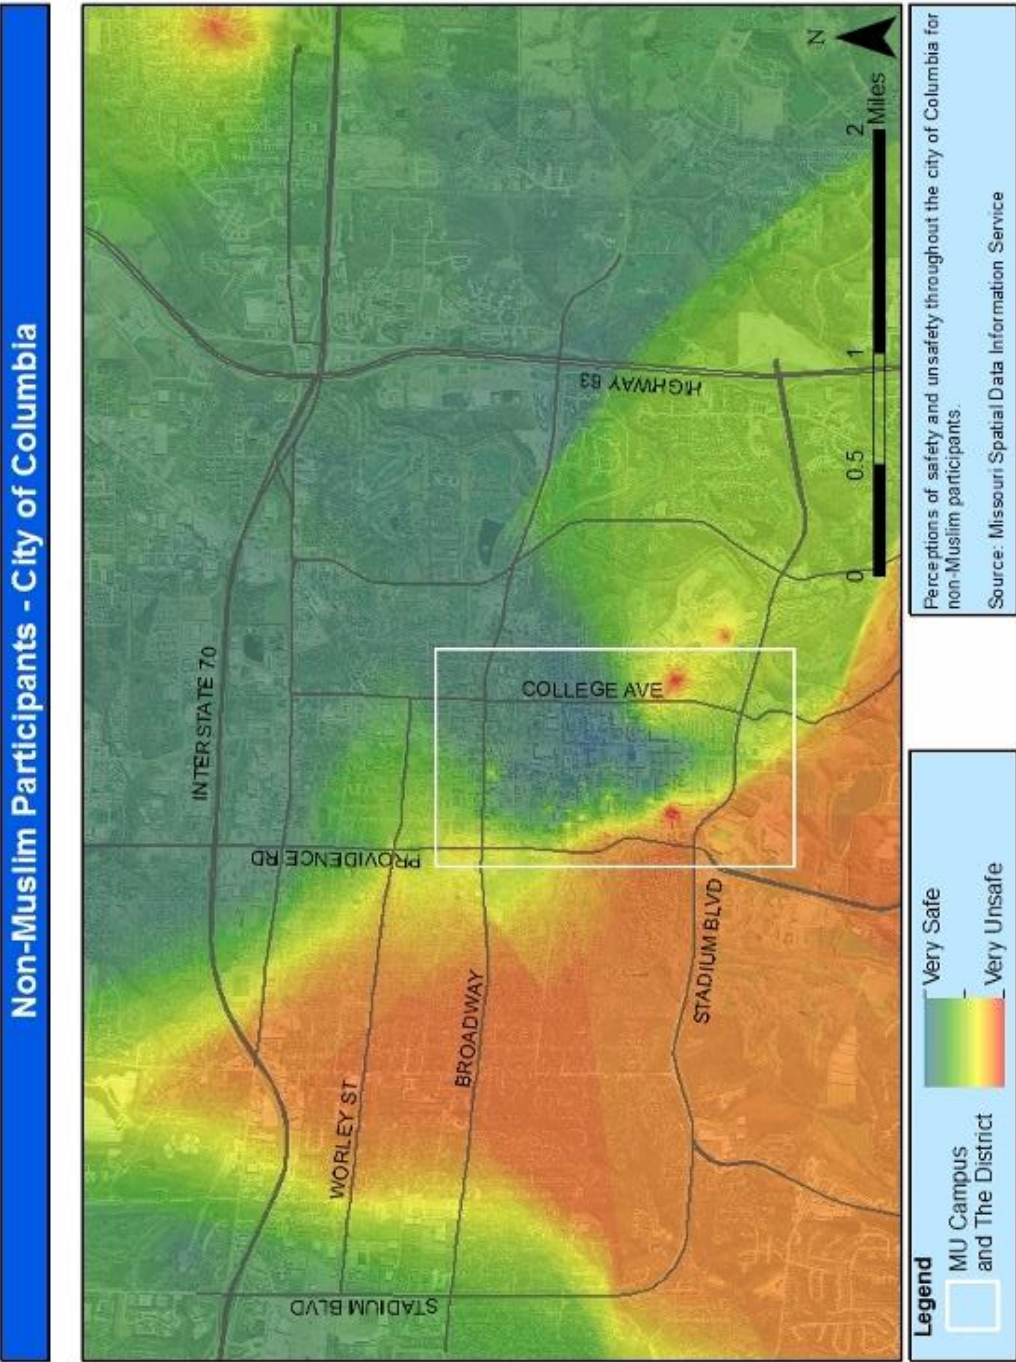 Non-Muslim Participants - City of Columbia
INTERSTATE 70
PROVIDENCE RD
COLLEGE AVE
HIGHWAY 63
WORLEY ST
BROADWAY
STADIUM BLVD
STADIUM BLVD
N
0 0.5 1 2
Miles
Legend
MU Campus
and The District
Very Safe
Very Unsafe
Perceptions of safety and unsafety throughout the city of Columbia for
non-Muslim participants.
Source: Missouri Spatial Data Information Service